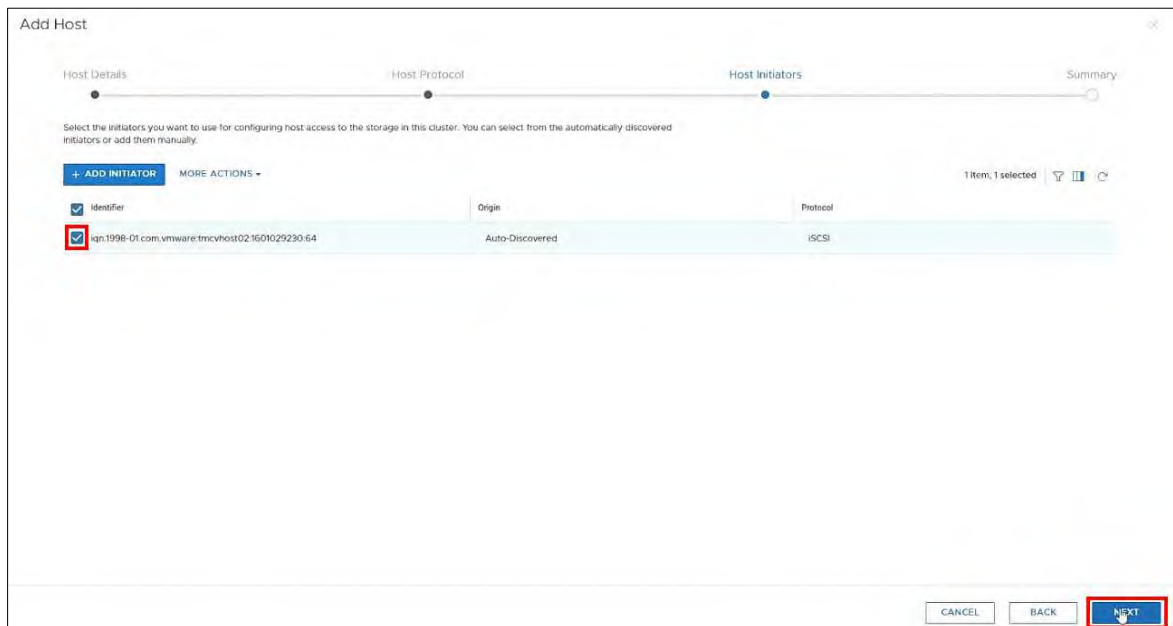 Add Host
Host Details
Host Protocol
Host Initiators
Summary
Select the initiators you want to use for configuring host access to the storage in this cluster. You can select from the automatically discovered
initiators or add them manually.
+ ADD INITIATOR
MORE ACTIONS
1 item, 1 selected
Identifier
Origin
Protocol
iqn.1998-01.com.vmware:tmcvhost02:1601029230:64
Auto-Discovered
iSCSI
CANCEL
BACK
NEXT